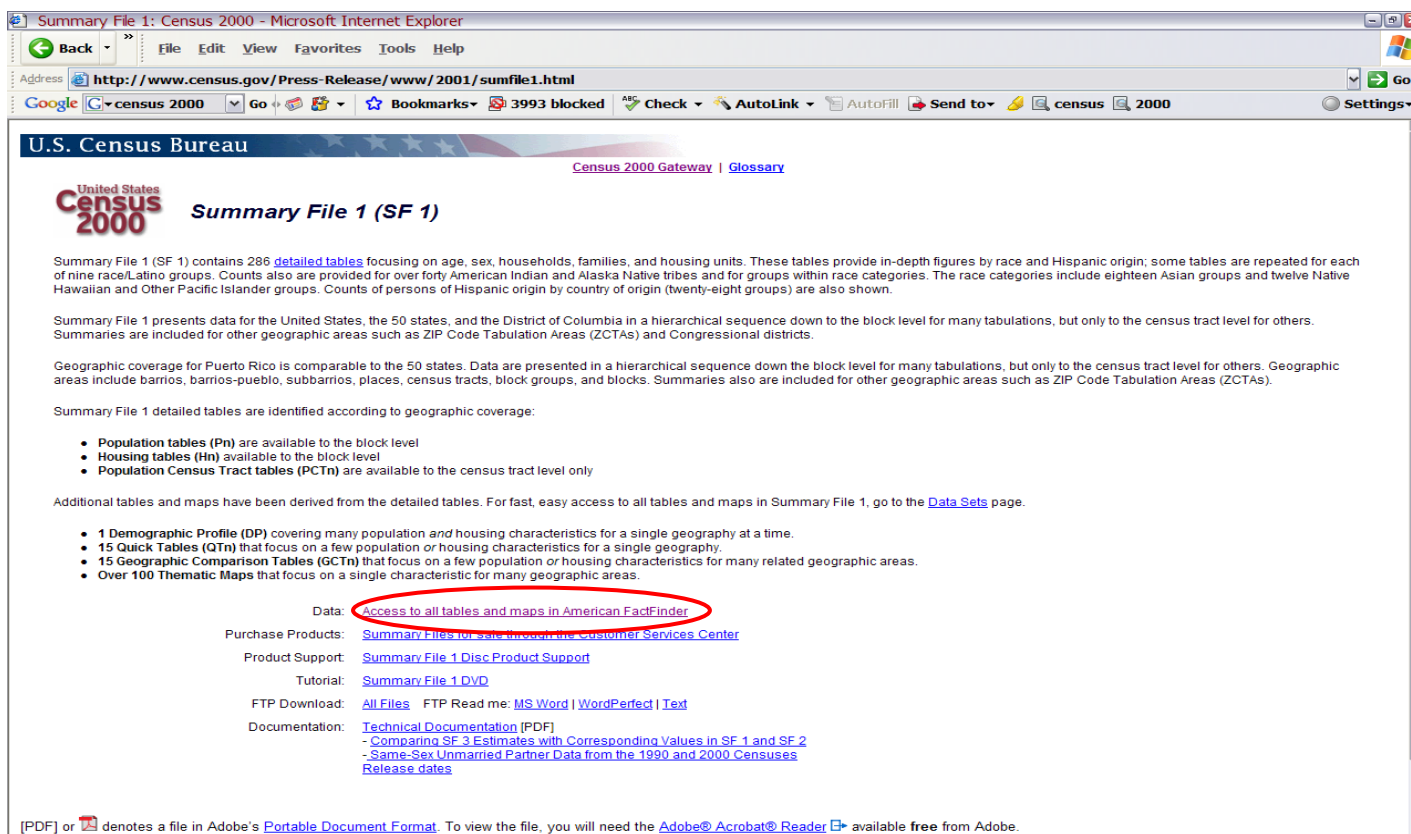 Summary File 1: Census 2000 - Microsoft Internet Explorer
Back » File Edit View Favorites Tools Help
Address http://www.census.gov/Press-Release/www/2001/sumfile1.html Go
Google G census 2000 Go Bookmarks 3993 blocked ABC Check AutoLink AutoFill Send to census 2000 Settings
U.S. Census Bureau
Census 2000 Gateway | Glossary
United States
Census
2000
Summary File 1 (SF 1)
Summary File 1 (SF 1) contains 286 detailed tables focusing on age, sex, households, families, and housing units. These tables provide in-depth figures by race and Hispanic origin; some tables are repeated for each
of nine race/Latino groups. Counts also are provided for over forty American Indian and Alaska Native tribes and for groups within race categories. The race categories include eighteen Asian groups and twelve Native
Hawaiian and Other Pacific Islander groups. Counts of persons of Hispanic origin by country of origin (twenty-eight groups) are also shown.
Summary File 1 presents data for the United States, the 50 states, and the District of Columbia in a hierarchical sequence down to the block level for many tabulations, but only to the census tract level for others.
Summaries are included for other geographic areas such as ZIP Code Tabulation Areas (ZCTAs) and Congressional districts.
Geographic coverage for Puerto Rico is comparable to the 50 states. Data are presented in a hierarchical sequence down the block level for many tabulations, but only to the census tract level for others. Geographic
areas include barrios, barrios-pueblo, subbarrios, places, census tracts, block groups, and blocks. Summaries also are included for other geographic areas such as ZIP Code Tabulation Areas (ZCTAs).
Summary File 1 detailed tables are identified according to geographic coverage:
• Population tables (Pn) are available to the block level
• Housing tables (Hn) available to the block level
• Population Census Tract tables (PCTn) are available to the census tract level only
Additional tables and maps have been derived from the detailed tables. For fast, easy access to all tables and maps in Summary File 1, go to the Data Sets page.
• 1 Demographic Profile (DP) covering many population and housing characteristics for a single geography at a time.
• 15 Quick Tables (QTn) that focus on a few population or housing characteristics for a single geography.
• 15 Geographic Comparison Tables (GCTn) that focus on a few population or housing characteristics for many related geographic areas.
• Over 100 Thematic Maps that focus on a single characteristic for many geographic areas.
Data: Access to all tables and maps in American FactFinder
Purchase Products: Summary Files for sale through the Customer Services Center
Product Support: Summary File 1 Disc Product Support
Tutorial: Summary File 1 DVD
FTP Download: All Files FTP Read me: MS Word | WordPerfect | Text
Documentation: Technical Documentation [PDF]
- Comparing SF 3 Estimates with Corresponding Values in SF 1 and SF 2
- Same-Sex Unmarried Partner Data from the 1990 and 2000 Censuses
Release dates
[PDF] or denotes a file in Adobe's Portable Document Format. To view the file, you will need the Adobe® Acrobat® Reader available free from Adobe.